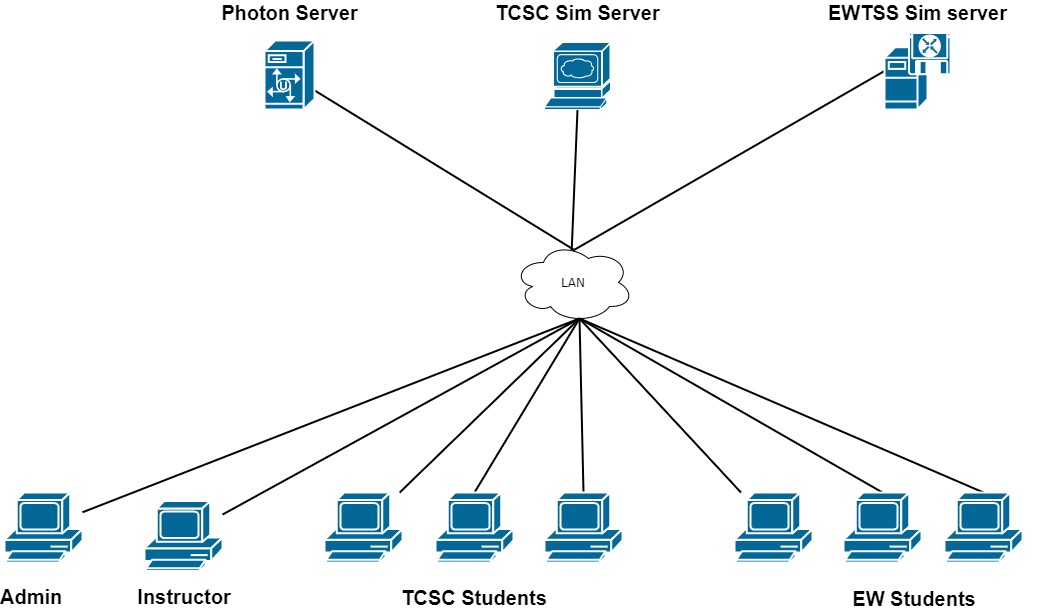 Photon Server
TCSC Sim Server
EWTSS Sim server
U
LAN
Admin
Instructor
TCSC Students
EW Students